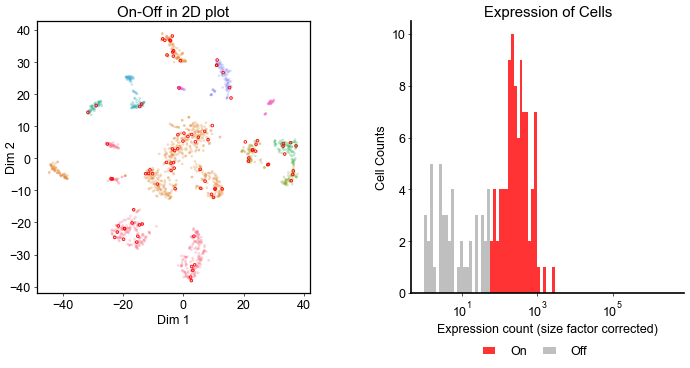 On-Off in 2D plot
40
30
20
10
0
−10
−20
−30
−40
Dim 2
−40 −20 0 20 40
Dim 1
Expression of Cells
10
8
6
4
2
0
Cell Counts
10^1 10^3 10^5
Expression count (size factor corrected)
On Off